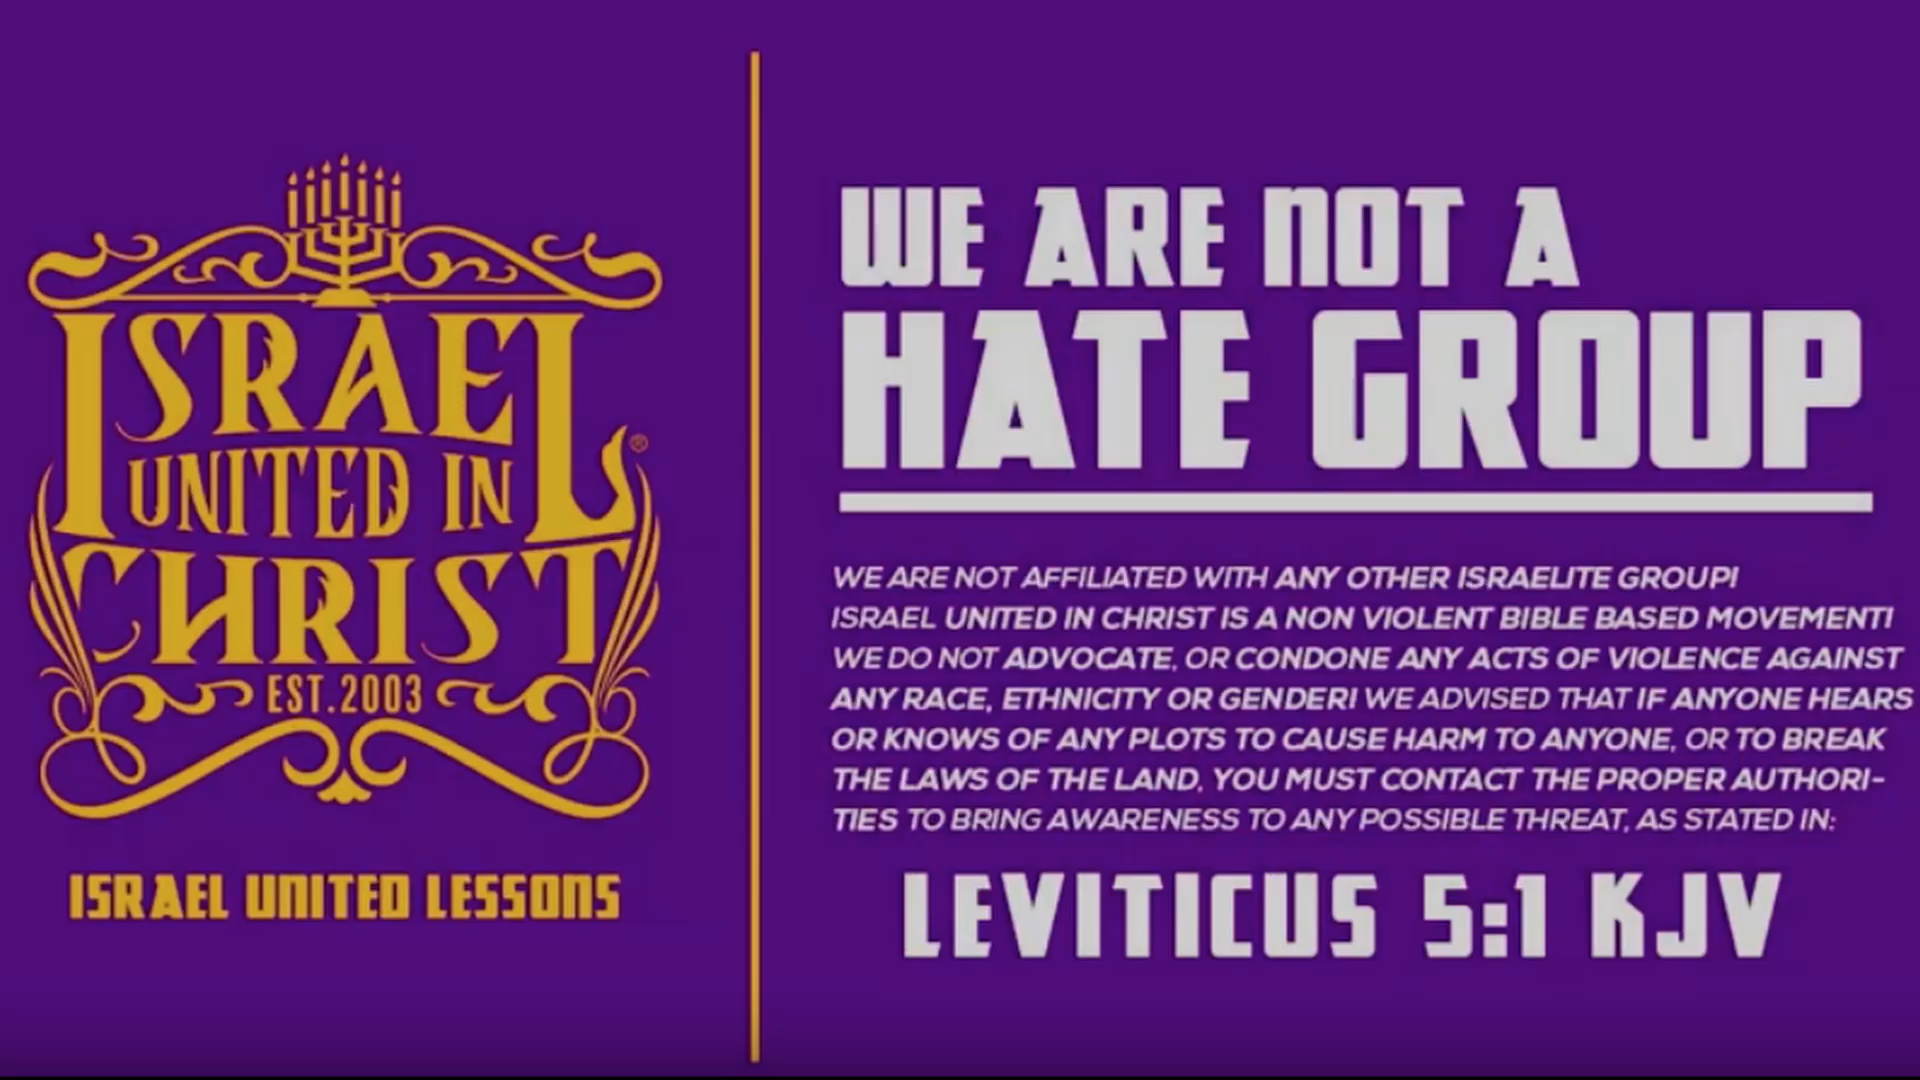 ISRAEL
UNITED IN
CHRIST
®
EST.2003
ISRAEL UNITED LESSONS
WE ARE NOT A
HATE GROUP
WE ARE NOT AFFILIATED WITH ANY OTHER ISRAELITE GROUP!
ISRAEL UNITED IN CHRIST IS A NON VIOLENT BIBLE BASED MOVEMENT!
WE DO NOT ADVOCATE, OR CONDONE ANY ACTS OF VIOLENCE AGAINST
ANY RACE, ETHNICITY OR GENDER! WE ADVISED THAT IF ANYONE HEARS
OR KNOWS OF ANY PLOTS TO CAUSE HARM TO ANYONE, OR TO BREAK
THE LAWS OF THE LAND, YOU MUST CONTACT THE PROPER AUTHORI-
TIES TO BRING AWARENESS TO ANY POSSIBLE THREAT, AS STATED IN:
LEVITICUS 5:1 KJV